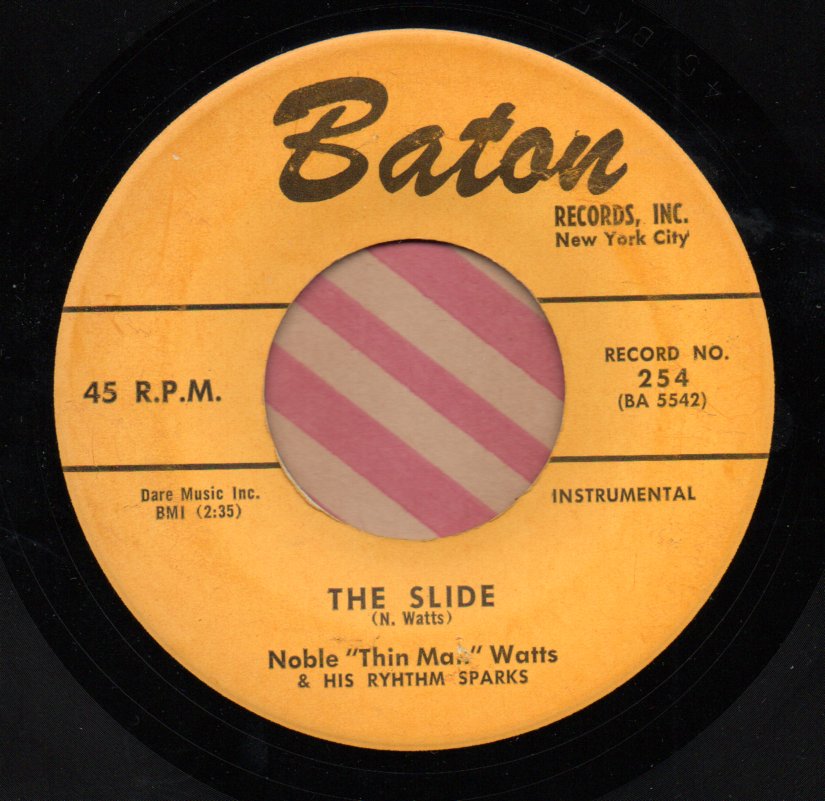 Baton
RECORDS, INC.
New York City
45 R.P.M.
RECORD NO.
254
(BA 5542)
Dare Music Inc.
BMI (2:35)
INSTRUMENTAL
THE SLIDE
(N. Watts)
Noble "Thin Man" Watts
& HIS RYHTHM SPARKS